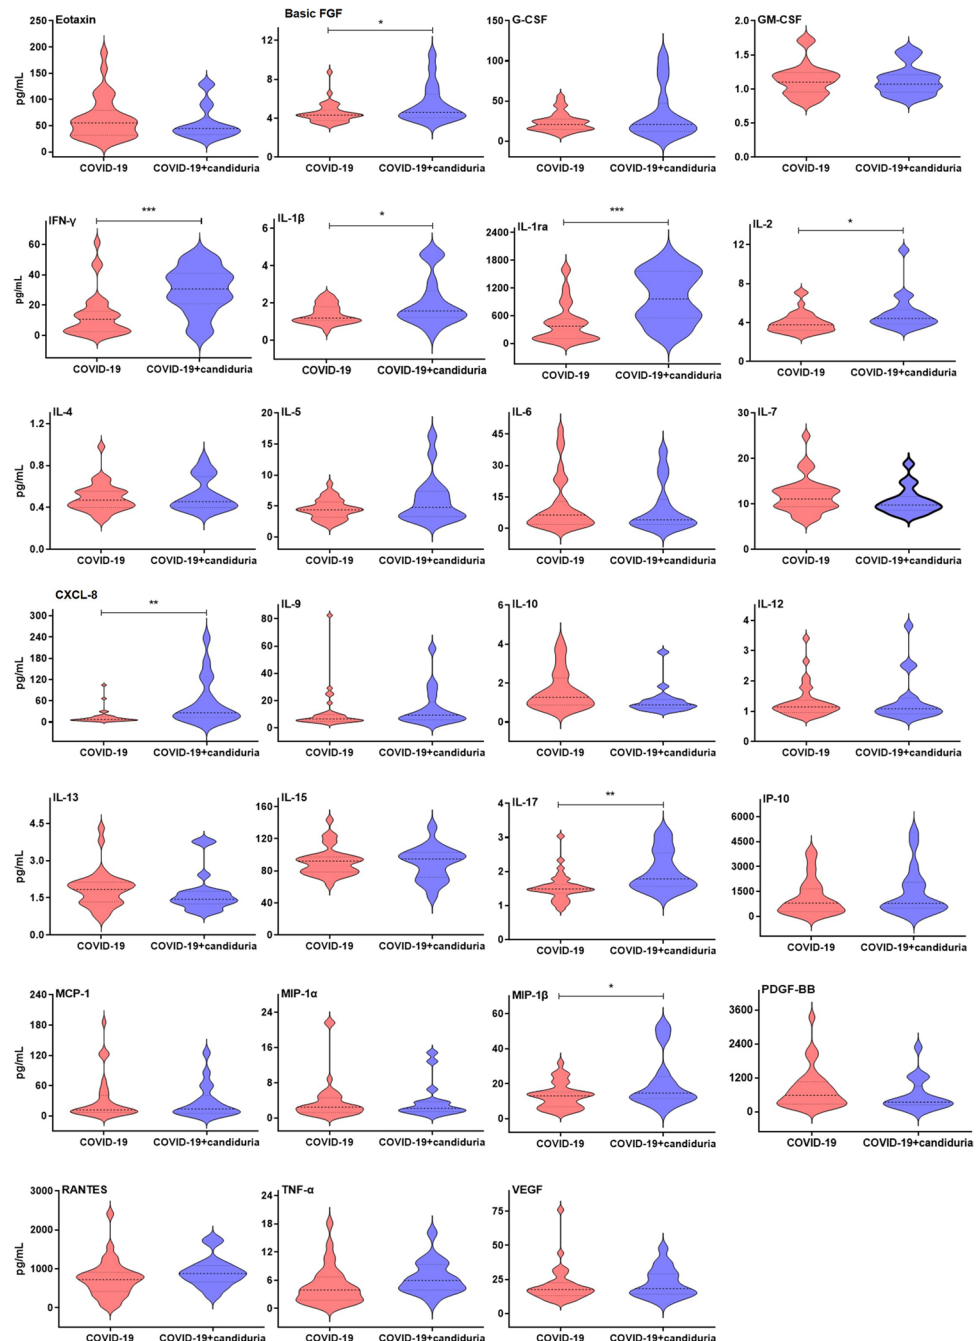 Eotaxin
Basic FGF
G-CSF
GM-CSF
pg/mL
250
200
150
100
50
0
COVID-19
COVID-19+candiduria
*
12
8
4
0
COVID-19
COVID-19+candiduria
150
100
50
0
COVID-19
COVID-19+candiduria
2.0
1.5
1.0
0.5
0.0
COVID-19
COVID-19+candiduria
IFN-γ
IL-1β
IL-1ra
IL-2
pg/mL
***
60
40
20
0
COVID-19
COVID-19+candiduria
*
6
4
2
0
COVID-19
COVID-19+candiduria
***
2400
1800
1200
600
0
COVID-19
COVID-19+candiduria
*
12
8
4
0
COVID-19
COVID-19+candiduria
IL-4
IL-5
IL-6
IL-7
pg/mL
1.2
0.8
0.4
0.0
COVID-19
COVID-19+candiduria
20
15
10
5
0
COVID-19
COVID-19+candiduria
45
30
15
0
COVID-19
COVID-19+candiduria
30
20
10
0
COVID-19
COVID-19+candiduria
CXCL-8
IL-9
IL-10
IL-12
pg/mL
**
300
240
180
120
60
0
COVID-19
COVID-19+candiduria
80
60
40
20
0
COVID-19
COVID-19+candiduria
6
4
2
0
COVID-19
COVID-19+candiduria
4
3
2
1
0
COVID-19
COVID-19+candiduria
IL-13
IL-15
IL-17
IP-10
pg/mL
4.5
3.0
1.5
0.0
COVID-19
COVID-19+candiduria
160
120
80
40
0
COVID-19
COVID-19+candiduria
**
4
3
2
1
0
COVID-19
COVID-19+candiduria
6000
4500
3000
1500
0
COVID-19
COVID-19+candiduria
MCP-1
MIP-1α
MIP-1β
PDGF-BB
pg/mL
240
180
120
60
0
COVID-19
COVID-19+candiduria
24
16
8
0
COVID-19
COVID-19+candiduria
*
60
40
20
0
COVID-19
COVID-19+candiduria
3600
2400
1200
0
COVID-19
COVID-19+candiduria
RANTES
TNF-α
VEGF
pg/mL
3000
2000
1000
0
COVID-19
COVID-19+candiduria
24
18
12
6
0
COVID-19
COVID-19+candiduria
75
50
25
0
COVID-19
COVID-19+candiduria